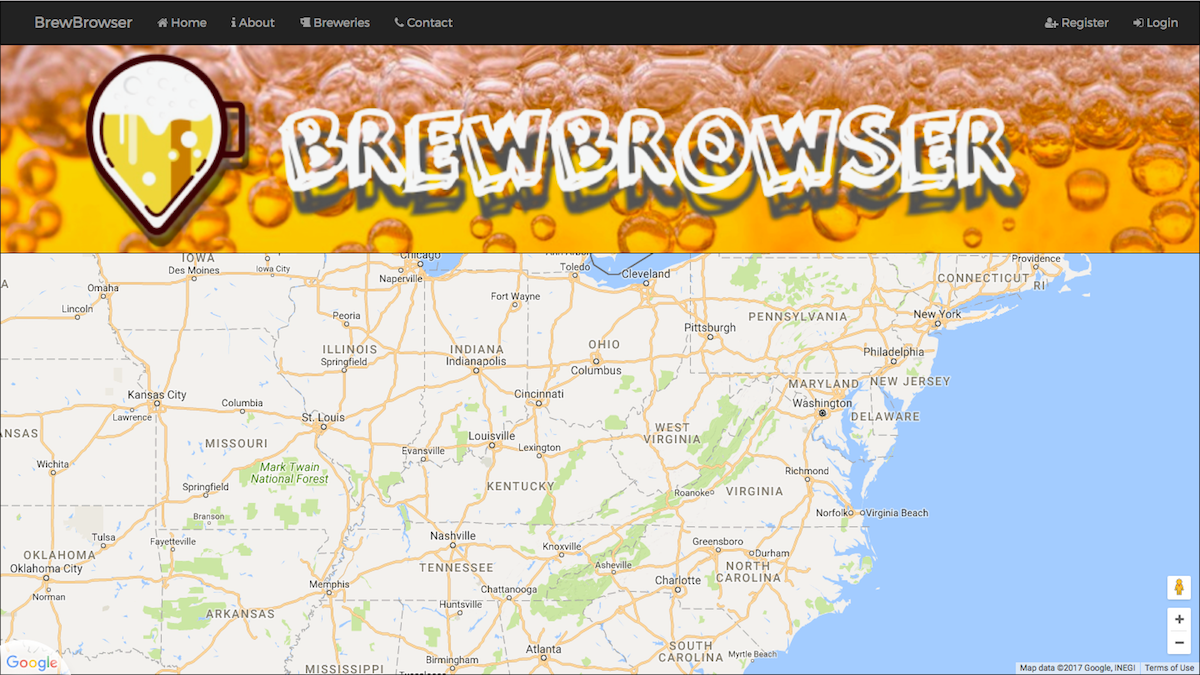 BrewBrowser Home About Breweries Contact Register Login
BREWBROWSER
IOWA
Des Moines
Iowa City
Chicago
Naperville
Toledo
Cleveland
Providence
CONNECTICUT
RI
Omaha
Lincoln
Fort Wayne
Peoria
Pittsburgh
PENNSYLVANIA
New York
ILLINOIS
Springfield
INDIANA
Indianapolis
OHIO
Columbus
Philadelphia
MARYLAND
NEW JERSEY
Kansas City
Lawrence
Columbia
St. Louis
Cincinnati
Washington
DELAWARE
ANSAS
MISSOURI
Evansville
Louisville
Lexington
WEST
VIRGINIA
Wichita
Mark Twain
National Forest
Springfield
KENTUCKY
Richmond
Roanoke
VIRGINIA
Branson
Norfolk
Virginia Beach
Tulsa
Fayetteville
Nashville
Knoxville
Greensboro
Durham
OKLAHOMA
Oklahoma City
TENNESSEE
Asheville
NORTH
CAROLINA
Norman
Memphis
Chattanooga
Charlotte
Huntsville
ARKANSAS
Atlanta
SOUTH
CAROLINA
Myrtle Beach
Birmingham
MISSISSIPPI
Google
Map data ©2017 Google, INEGI Terms of Use